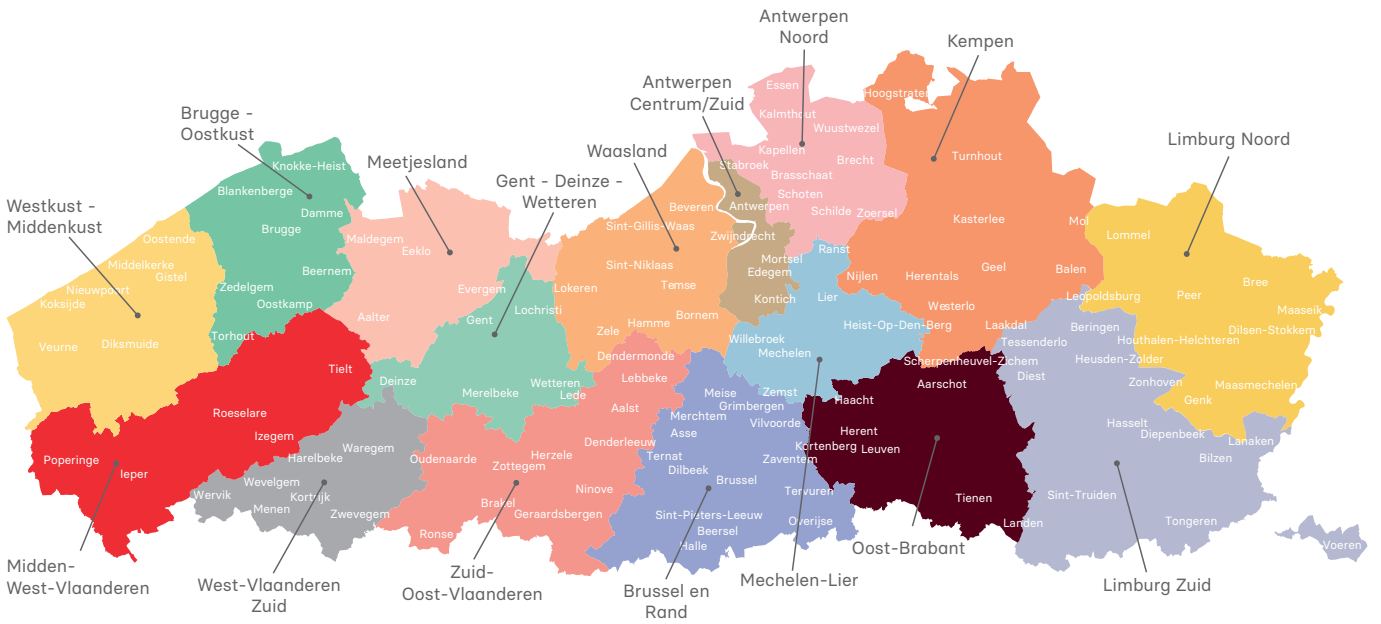 Antwerpen
Noord
Kempen
Antwerpen
Centrum/Zuid
Brugge -
Oostkust
Meetjesland
Waasland
Limburg Noord
Gent - Deinze -
Wetteren
Westkust -
Middenkust
Essen
Hoogstraten
Kalmthout
Wuustwezel
Kapellen
Brecht
Turnhout
Stabroek
Brasschaat
Schoten
Schilde
Zoersel
Knokke-Heist
Blankenberge
Damme
Brugge
Beernem
Zedelgem
Oostkamp
Torhout
Oostende
Middelkerke
Gistel
Nieuwpoort
Koksijde
Veurne
Diksmuide
Maldegem
Eeklo
Evergem
Aalter
Gent
Lochristi
Deinze
Merelbeke
Wetteren
Lede
Beveren
Sint-Gillis-Waas
Sint-Niklaas
Lokeren
Temse
Bornem
Hamme
Zele
Antwerpen
Zwijndrecht
Mortsel
Edegem
Kontich
Ranst
Nijlen
Lier
Heist-Op-Den-Berg
Willebroek
Mechelen
Zemst
Kasterlee
Mol
Geel
Herentals
Balen
Westerlo
Laakdal
Lommel
Leopoldsburg
Peer
Bree
Maaseik
Dilsen-Stokkem
Houthalen-Helchteren
Maasmechelen
Genk
Beringen
Tessenderlo
Heusden-Zolder
Zonhoven
Diest
Hasselt
Diepenbeek
Lanaken
Bilzen
Sint-Truiden
Tongeren
Landen
Voeren
Scherpenheuvel-Zichem
Aarschot
Haacht
Herent
Kortenberg
Leuven
Tienen
Dendermonde
Lebbeke
Aalst
Denderleeuw
Herzele
Zottegem
Oudenaarde
Ninove
Brakel
Geraardsbergen
Ronse
Meise
Grimbergen
Merchtem
Vilvoorde
Asse
Ternat
Dilbeek
Zaventem
Brussel
Tervuren
Sint-Pieters-Leeuw
Overijse
Beersel
Halle
Tielt
Roeselare
Izegem
Poperinge
Ieper
Waregem
Harelbeke
Wevelgem
Wervik
Kortrijk
Menen
Zwevegem
Midden-
West-Vlaanderen
West-Vlaanderen
Zuid
Zuid-
Oost-Vlaanderen
Brussel en
Rand
Mechelen-Lier
Oost-Brabant
Limburg Zuid